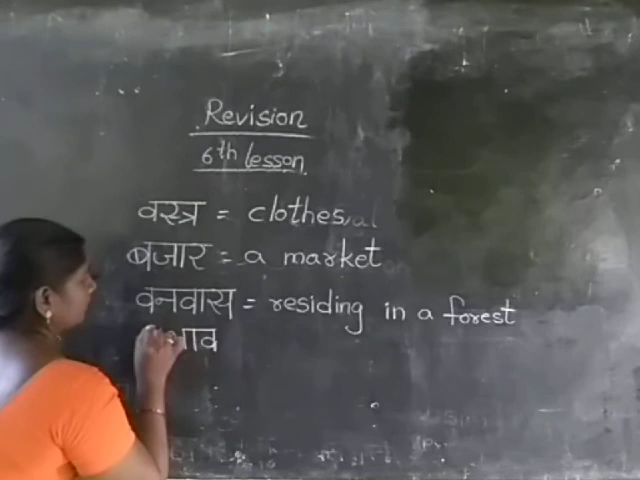 Revision
6th lesson
वस्त्र = clothes
बजार = a market
वनवास = residing in a forest